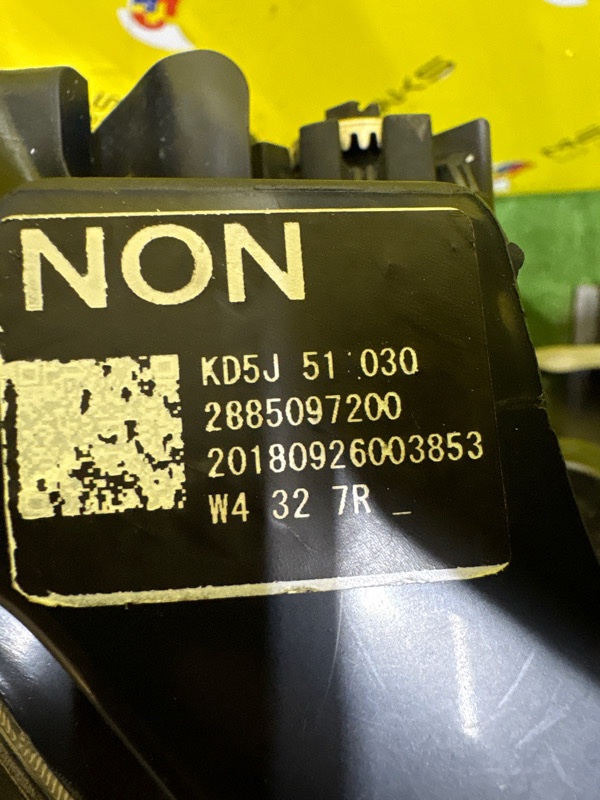 NON
KD5J 51 030
2885097200
20180926003853
W4 32 7R _